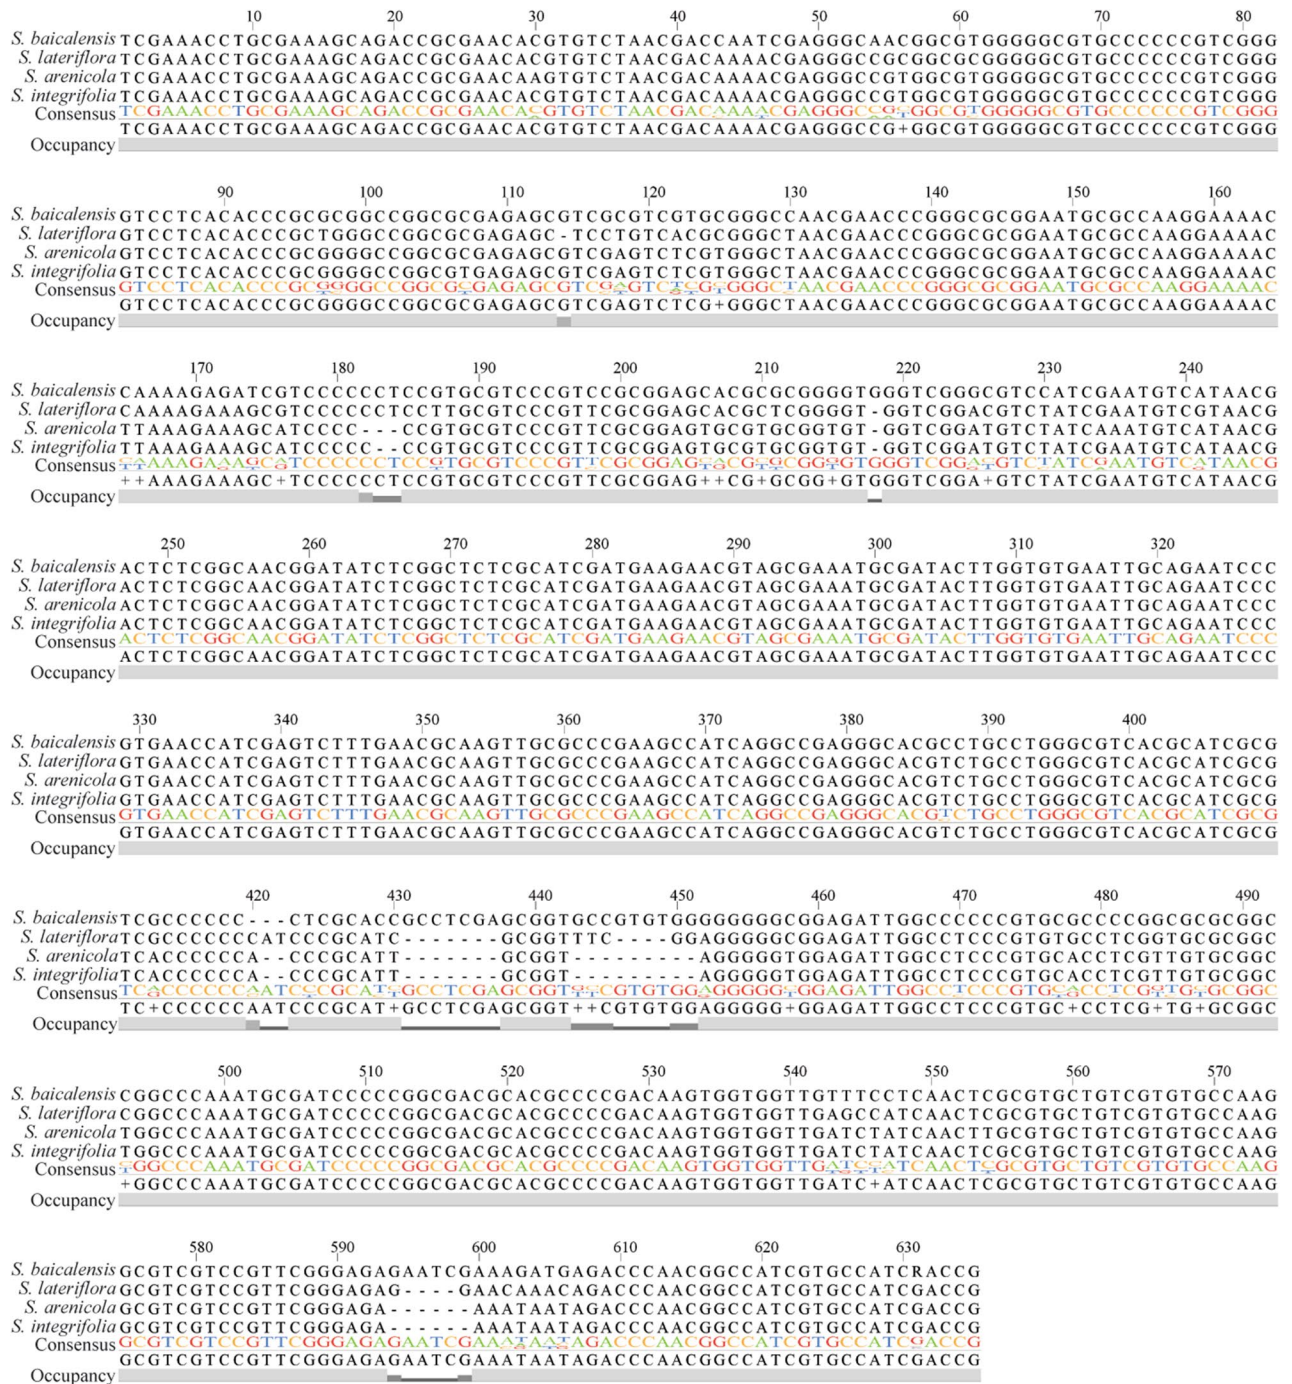 10 20 30 40 50 60 70 80
S. baicalensis TCGAAACCTGCGAAAGCAGACCGCGAACACGTGTCTAACGACCAATCGAGGGCAACGGCGTGGGGGCGTGCCCCCCGTCGGG
S. lateriflora TCGAAACCTGCGAAAGCAGACCGCGAACACGTGTCTAACGACAAAACGAGGGCCGCGGCGCGGGGGCGTGCCCCCCGTCGGG
S. arenicola TCGAAACCTGCGAAAGCAGACCGCGAACAAGTGTCTAACGACAAAACGAGGGCCGTGGCGTGGGGGCGTGCCCCCCGTCGGG
S. integrifolia TCGAAACCTGCGAAAGCAGACCGCGAACACGTGTCTAACGACAAAACGAGGGCCGTGGCGTGGGGGCGTGCCCCCCGTCGGG
Consensus
TCGAAACCTGCGAAAGCAGACCGCGAACACGTGTCTAACGACAAAACGAGGGCCG+GGCGTGGGGGCGTGCCCCCCGTCGGG
Occupancy
90 100 110 120 130 140 150 160
S. baicalensis GTCCTCACACCCGCGCGGGCCGGCGCGAGAGCGTCGCGTCGTGCGGGCCAACGAACCCGGGCGCGGAATGCGCCAAGGAAAAC
S. lateriflora GTCCTCACACCCGCTGGGCCGGCGCGAGAGC-TCCTGTCACGCGGGCTAACGAACCCGGGCGCGGAATGCGCCAAGGAAAAC
S. arenicola GTCCTCACACCCGCGGGGCCGGCGCGAGAGCGTCGAGTCTCGCGGGCTAACGAACCCGGGCGCGGAATGCGCCAAGGAAAAC
S. integrifolia GTCCTCACACCCGCGGGGCCGGCGTGAGAGCGTCGAGTCTCGTGGGCTAACGAACCCGGGCGCGGAATGCGCCAAGGAAAAC
Consensus
GTCCTCACACCCGCGGGGCCGGCGCGAGAGCGTCGAGTCTCG+GGGCTAACGAACCCGGGCGCGGAATGCGCCAAGGAAAAC
Occupancy
170 180 190 200 210 220 230 240
S. baicalensis CAAAAGAGATCGTCCCCCCCTCCGTGCGTCCCGTCCGCGGAGCACGCGCGGGTGTGGGTCGGGCGTCCATCGAATGTCATAACG
S. lateriflora CAAAAGAAAGCGTCCCCCCCTCCTTGCGTCCCGTTCGCGGAGCACGCTCGGGGT-GGTCGGACGTCTATCGAATGTCGTAACG
S. arenicola TTAAAGAAAGCATCCCC---CCGTGCGTCCCGTTCGCGGAGTGCGTGCGGTGT-GGTCGGATGTCTATCAAATGTCATAACG
S. integrifolia TTAAAGAAAGCATCCCCC--CCGTGCGTCCCGTTCGCGGAGTGCGTGCGGTGT-GGTCGGATGTCTATCGAATGTCATAACG
Consensus
++AAAGAAAGC+TCCCCCCCTCCGTGCGTCCCGTTCGCGGAG++CG+GCGG+GTGGGTCGGA+GTCTATCGAATGTCATAACG
Occupancy
250 260 270 280 290 300 310 320
S. baicalensis ACTCTCGGCAACGGATATCTCGGCTCTCGCATCGATGAAGAACGTAGCGAAATGCGATACTTGGTGTGAATTGCAGAATCCC
S. lateriflora ACTCTCGGCAACGGATATCTCGGCTCTCGCATCGATGAAGAACGTAGCGAAATGCGATACTTGGTGTGAATTGCAGAATCCC
S. arenicola ACTCTCGGCAACGGATATCTCGGCTCTCGCATCGATGAAGAACGTAGCGAAATGCGATACTTGGTGTGAATTGCAGAATCCC
S. integrifolia ACTCTCGGCAACGGATATCTCGGCTCTCGCATCGATGAAGAACGTAGCGAAATGCGATACTTGGTGTGAATTGCAGAATCCC
Consensus ACTCTCGGCAACGGATATCTCGGCTCTCGCATCGATGAAGAACGTAGCGAAATGCGATACTTGGTGTGAATTGCAGAATCCC
ACTCTCGGCAACGGATATCTCGGCTCTCGCATCGATGAAGAACGTAGCGAAATGCGATACTTGGTGTGAATTGCAGAATCCC
Occupancy
330 340 350 360 370 380 390 400
S. baicalensis GTGAACCATCGAGTCTTTGAACGCAAGTTGCGCCCGAAGCCATCAGGCCGAGGGCACGCCTGCCTGGGCGTCACGCATCGCG
S. lateriflora GTGAACCATCGAGTCTTTGAACGCAAGTTGCGCCCGAAGCCATCAGGCCGAGGGCACGTCTGCCTGGGCGTCACGCATCGCG
S. arenicola GTGAACCATCGAGTCTTTGAACGCAAGTTGCGCCCGAAGCCATCAGGCCGAGGGCACGTCTGCCTGGGCGTCACGCATCGCG
S. integrifolia GTGAACCATCGAGTCTTTGAACGCAAGTTGCGCCCGAAGCCATCAGGCCGAGGGCACGTCTGCCTGGGCGTCACGCATCGCG
Consensus
GTGAACCATCGAGTCTTTGAACGCAAGTTGCGCCCGAAGCCATCAGGCCGAGGGCACGTCTGCCTGGGCGTCACGCATCGCG
Occupancy
420 430 440 450 460 470 480 490
S. baicalensis TCGCCCCCC---CTCGCACCGCCTCGAGCGGTGCCGTGTGGGGGGGGCGGAGATTGGCCCCCCGTGCGCCCCGGCGCGCGGC
S. lateriflora TCGCCCCCCCATCCCGCATC-------GCGGTTTC----GGAGGGGGCGGAGATTGGCCTCCCGTGTGCCTCGGTGCGCGGC
S. arenicola TCACCCCCCA--CCCGCATT-------GCGGT---------AGGGGGTGGAGATTGGCCTCCCGTGCACCTCGGTGTGCGGC
S. integrifolia TCACCCCCCA--CCCGCATT-------GCGGT---------AGGGGGTGGAGATTGGCCTCCCGTGCACCTCGTTGTGCGGC
Consensus
TC+CCCCCCAATCCCGCAT+GCCTCGAGCGGT++CGTGTGGAGGGGG+GGAGATTGGCCTCCCGTGC+CCTCG+TG+GCGGC
Occupancy
500 510 520 530 540 550 560 570
S. baicalensis CGGCCCAAATGCGATCCCCCGGCGACGCACGCCCCGACAAGTGGTGGTTGTTTCCTCAACTCGCGTGCTGTCGTGTGCCAAG
S. lateriflora CGGCCCAAATGCGATCCCCCGGCGACGCACGCCCCGACAAGTGGTGGTTGAGCCATCAACTCGCGTGCTGTCGTGTGCCAAG
S. arenicola TGGCCCAAATGCGATCCCCCGGCGACGCACGCCCCGACAAGTGGTGGTTGATCTATCAACTTGCGTGCTGTCGTGTGCCAAG
S. integrifolia TGGCCCAAATGCGATCCCCCGGCGACGCACGCCCCGACAAGTGGTGGTTGATCTATCAACTCGCGTGCTGTCGTGTGCCAAG
Consensus
+GGCCCAAATGCGATCCCCCGGCGACGCACGCCCCGACAAGTGGTGGTTGATC+ATCAACTCGCGTGCTGTCGTGTGCCAAG
Occupancy
580 590 600 610 620 630
S. baicalensis GCGTCGTCCGTTCGGGAGAGAATCGAAAGATGAGACCCAACGGCCATCGTGCCATCRACCG
S. lateriflora GCGTCGTCCGTTCGGGAGAG----GAACAAACAGACCCAACGGCCATCGTGCCATCGACCG
S. arenicola GCGTCGTCCGTTCGGGAGA------AAATAATAGACCCAACGGCCATCGTGCCATCGACCG
S. integrifolia GCGTCGTCCGTTCGGGAGA------AAATAATAGACCCAACGGCCATCGTGCCATCGACCG
Consensus
GCGTCGTCCGTTCGGGAGAGAATCGAAATAATAGACCCAACGGCCATCGTGCCATCGACCG
Occupancy